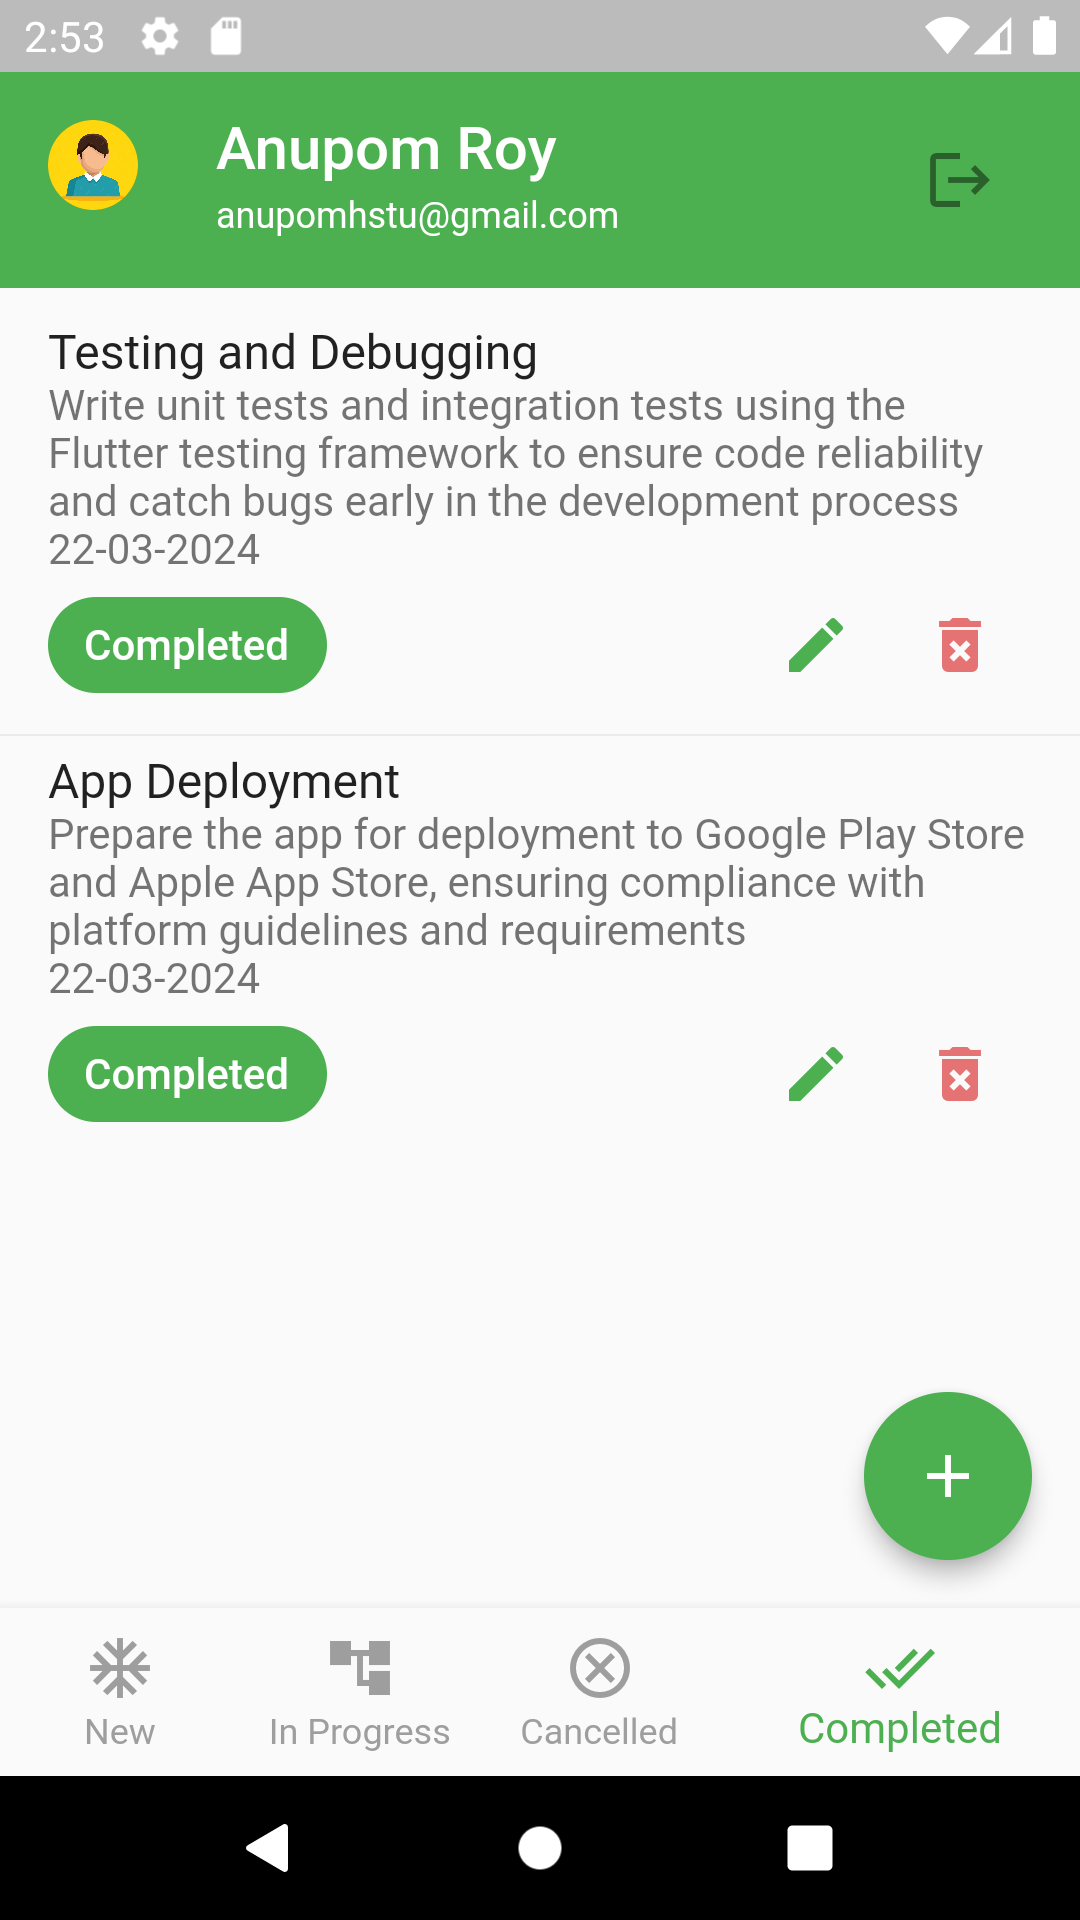 2:53
Anupom Roy
anupomhstu@gmail.com
Testing and Debugging
Write unit tests and integration tests using the
Flutter testing framework to ensure code reliability
and catch bugs early in the development process
22-03-2024
Completed
App Deployment
Prepare the app for deployment to Google Play Store
and Apple App Store, ensuring compliance with
platform guidelines and requirements
22-03-2024
Completed
New
In Progress
Cancelled
Completed